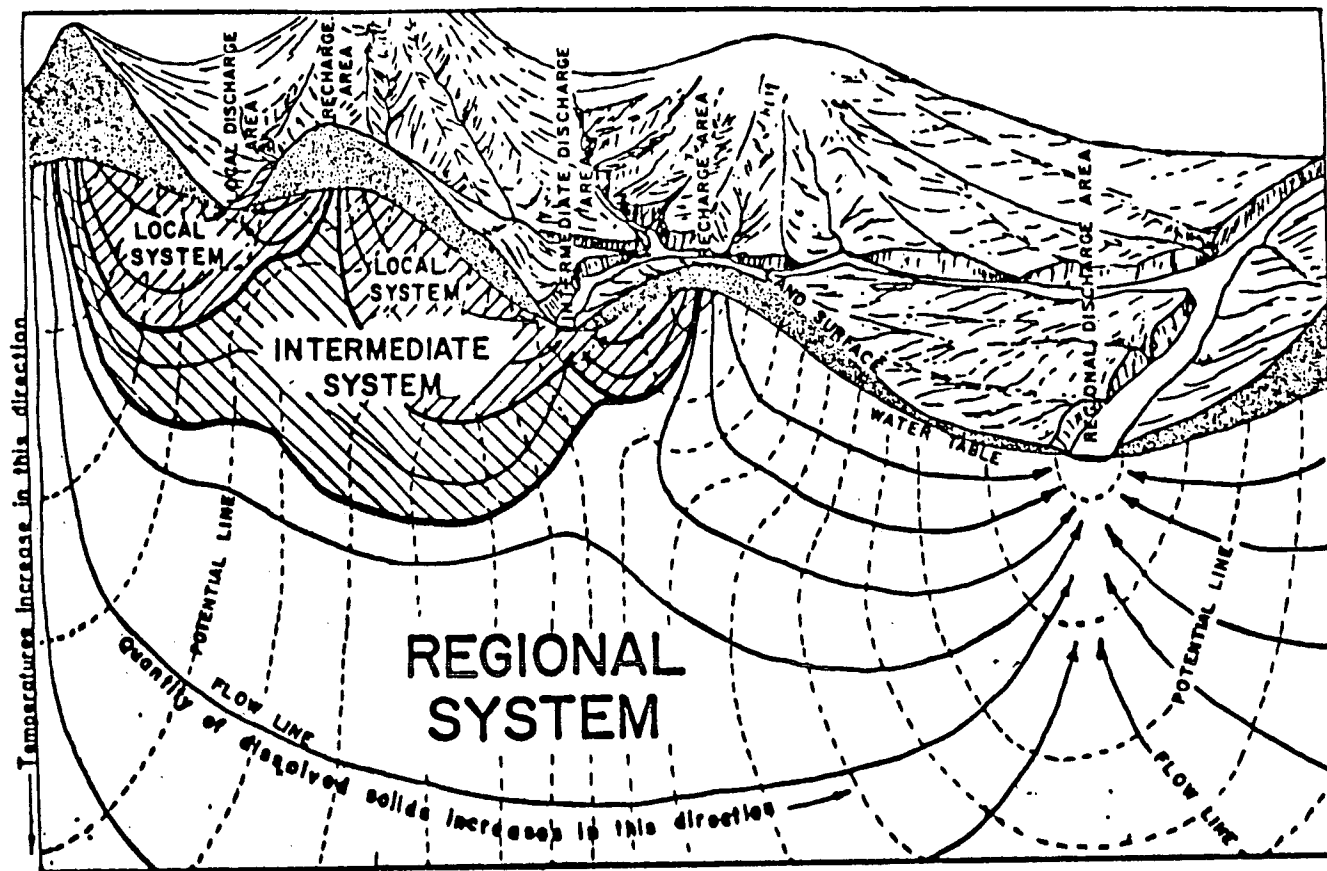 LOCAL DISCHARGE
AREA
RECHARGE
AREA
INTERMEDIATE DISCHARGE
AREA
RECHARGE AREA
REGIONAL DISCHARGE AREA
LOCAL
SYSTEM
LOCAL
SYSTEM
INTERMEDIATE
SYSTEM
LAND SURFACE
WATER TABLE
Temperatures increase in this direction
POTENTIAL LINE
FLOW LINE
Quantity of dissolved solids increases in this direction
REGIONAL
SYSTEM
POTENTIAL LINE
FLOW LINE